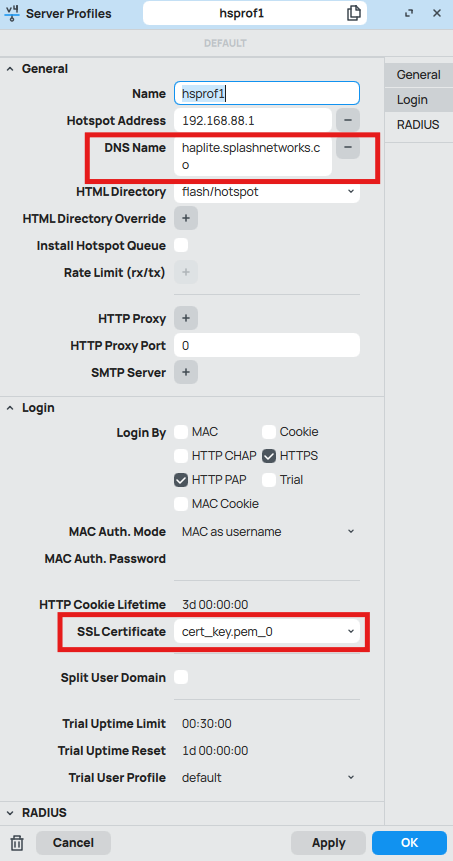 v4 Server Profiles hsprof1
DEFAULT
General
Name hsprof1
Hotspot Address 192.168.88.1
DNS Name haplite.splashnetworks.c
o
HTML Directory flash/hotspot
HTML Directory Override +
Install Hotspot Queue
Rate Limit (rx/tx) +
HTTP Proxy +
HTTP Proxy Port 0
SMTP Server +
Login
Login By MAC Cookie
HTTP CHAP HTTPS
HTTP PAP Trial
MAC Cookie
MAC Auth. Mode MAC as username
MAC Auth. Password
HTTP Cookie Lifetime 3d 00:00:00
SSL Certificate cert_key.pem_0
Split User Domain
Trial Uptime Limit 00:30:00
Trial Uptime Reset 1d 00:00:00
Trial User Profile default
RADIUS
Cancel Apply OK
General
Login
RADIUS